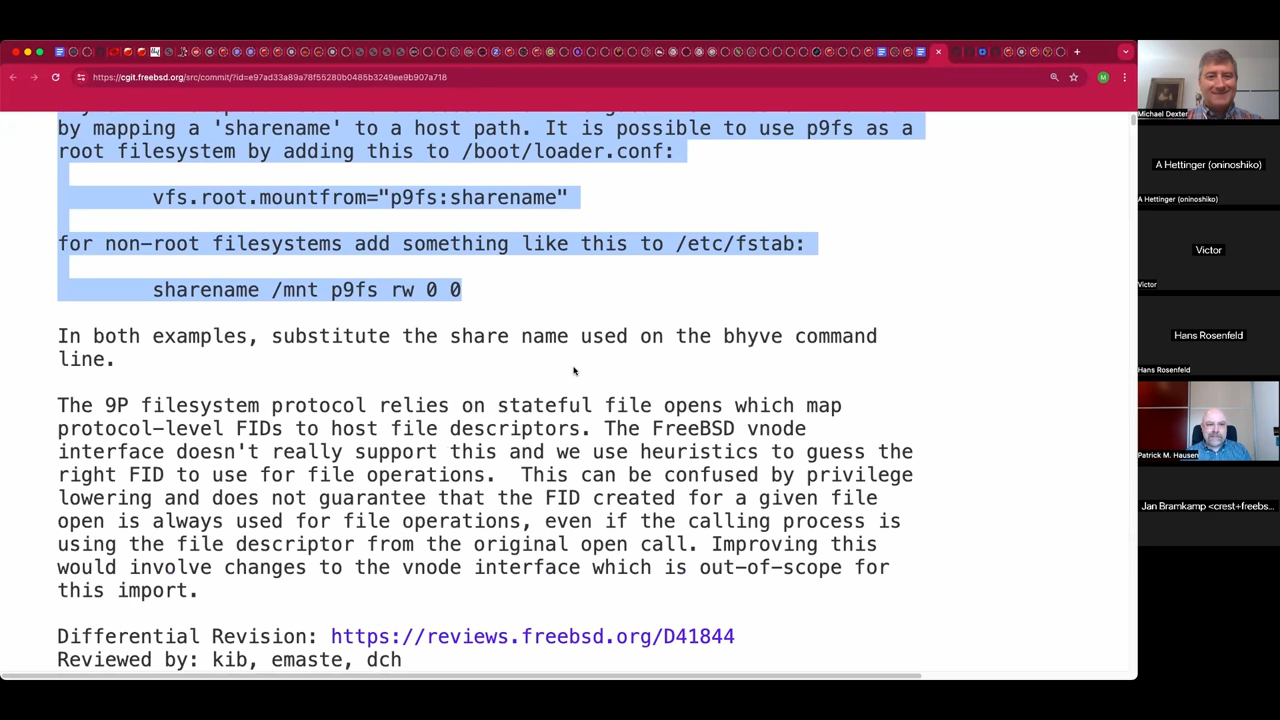 https://cgit.freebsd.org/src/commit/?id=e97ad33a89a78f55280b0485b3249ee9b907a718
by mapping a 'sharename' to a host path. It is possible to use p9fs as a
root filesystem by adding this to /boot/loader.conf:
vfs.root.mountfrom="p9fs:sharename"
for non-root filesystems add something like this to /etc/fstab:
sharename /mnt p9fs rw 0 0
In both examples, substitute the share name used on the bhyve command
line.
The 9P filesystem protocol relies on stateful file opens which map
protocol-level FIDs to host file descriptors. The FreeBSD vnode
interface doesn't really support this and we use heuristics to guess the
right FID to use for file operations.  This can be confused by privilege
lowering and does not guarantee that the FID created for a given file
open is always used for file operations, even if the calling process is
using the file descriptor from the original open call. Improving this
would involve changes to the vnode interface which is out-of-scope for
this import.
Differential Revision: https://reviews.freebsd.org/D41844
Reviewed by: kib, emaste, dch
M
Michael Dexter
A Hettinger (oninoshiko)
A Hettinger (oninoshiko)
Victor
Victor
Hans Rosenfeld
Hans Rosenfeld
Patrick M. Hausen
Jan Bramkamp <crest+freebs...